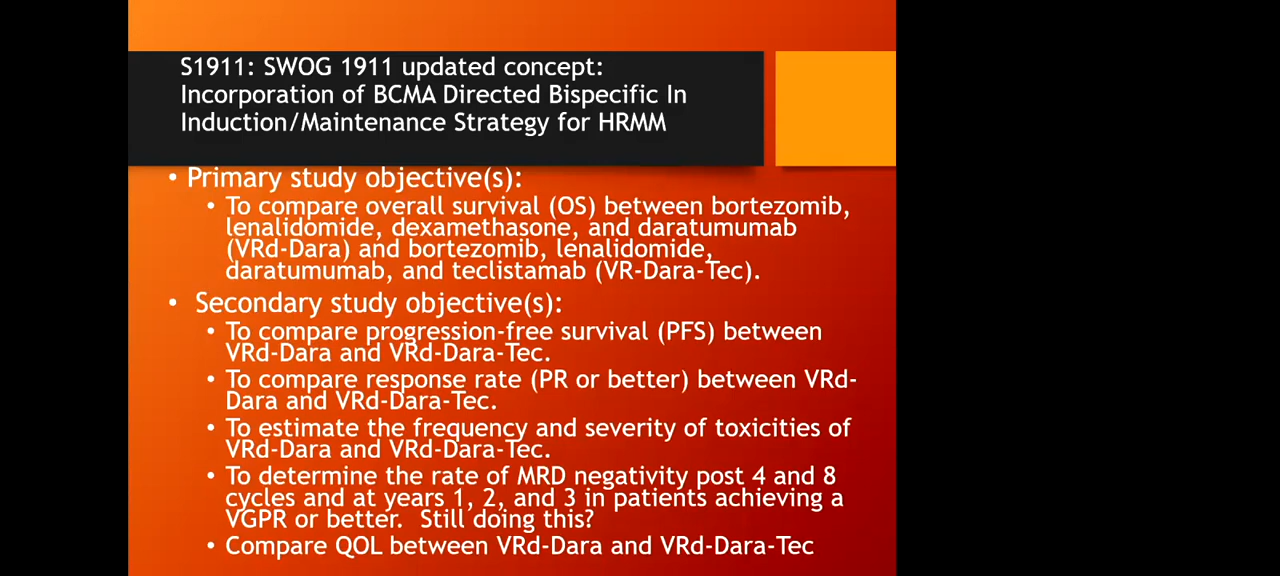 S1911: SWOG 1911 updated concept:
Incorporation of BCMA Directed Bispecific In
Induction/Maintenance Strategy for HRMM
• Primary study objective(s):
• To compare overall survival (OS) between bortezomib,
lenalidomide, dexamethasone, and daratumumab
(VRd-Dara) and bortezomib, lenalidomide,
daratumumab, and teclistamab (VR-Dara-Tec).
• Secondary study objective(s):
• To compare progression-free survival (PFS) between
VRd-Dara and VRd-Dara-Tec.
• To compare response rate (PR or better) between VRd-
Dara and VRd-Dara-Tec.
• To estimate the frequency and severity of toxicities of
VRd-Dara and VRd-Dara-Tec.
• To determine the rate of MRD negativity post 4 and 8
cycles and at years 1, 2, and 3 in patients achieving a
VGPR or better. Still doing this?
• Compare QOL between VRd-Dara and VRd-Dara-Tec